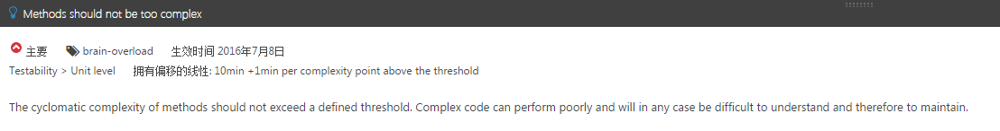 Methods should not be too complex
主要 brain-overload 生效时间 2016年7月8日
Testability > Unit level 拥有偏移的线性: 10min +1min per complexity point above the threshold
The cyclomatic complexity of methods should not exceed a defined threshold. Complex code can perform poorly and will in any case be difficult to understand and therefore to maintain.